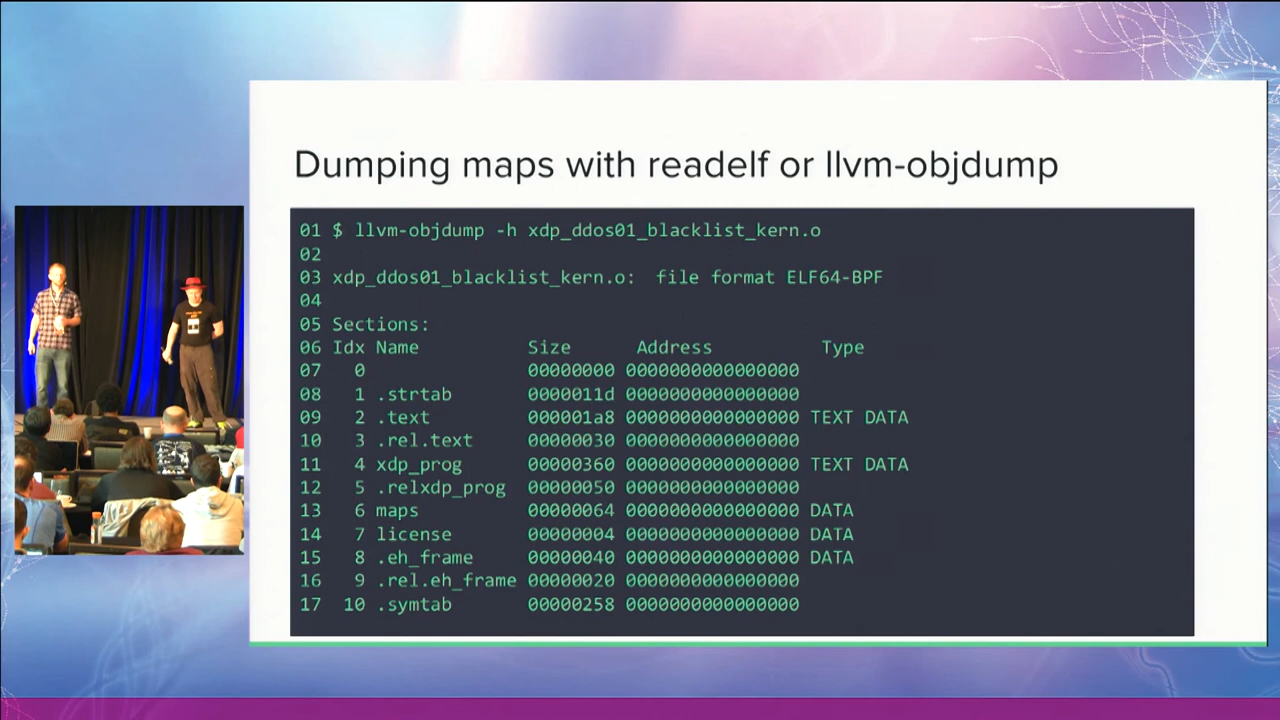 Dumping maps with readelf or llvm-objdump
01 $ llvm-objdump -h xdp_ddos01_blacklist_kern.o
02
03 xdp_ddos01_blacklist_kern.o:  file format ELF64-BPF
04
05 Sections:
06 Idx Name          Size      Address          Type
07   0               00000000 0000000000000000
08   1 .strtab       0000011d 0000000000000000
09   2 .text         000001a8 0000000000000000 TEXT DATA
10   3 .rel.text     00000030 0000000000000000
11   4 xdp_prog      00000360 0000000000000000 TEXT DATA
12   5 .relxdp_prog  00000050 0000000000000000
13   6 maps          00000064 0000000000000000 DATA
14   7 license       00000004 0000000000000000 DATA
15   8 .eh_frame     00000040 0000000000000000 DATA
16   9 .rel.eh_frame 00000020 0000000000000000
17  10 .symtab       00000258 0000000000000000